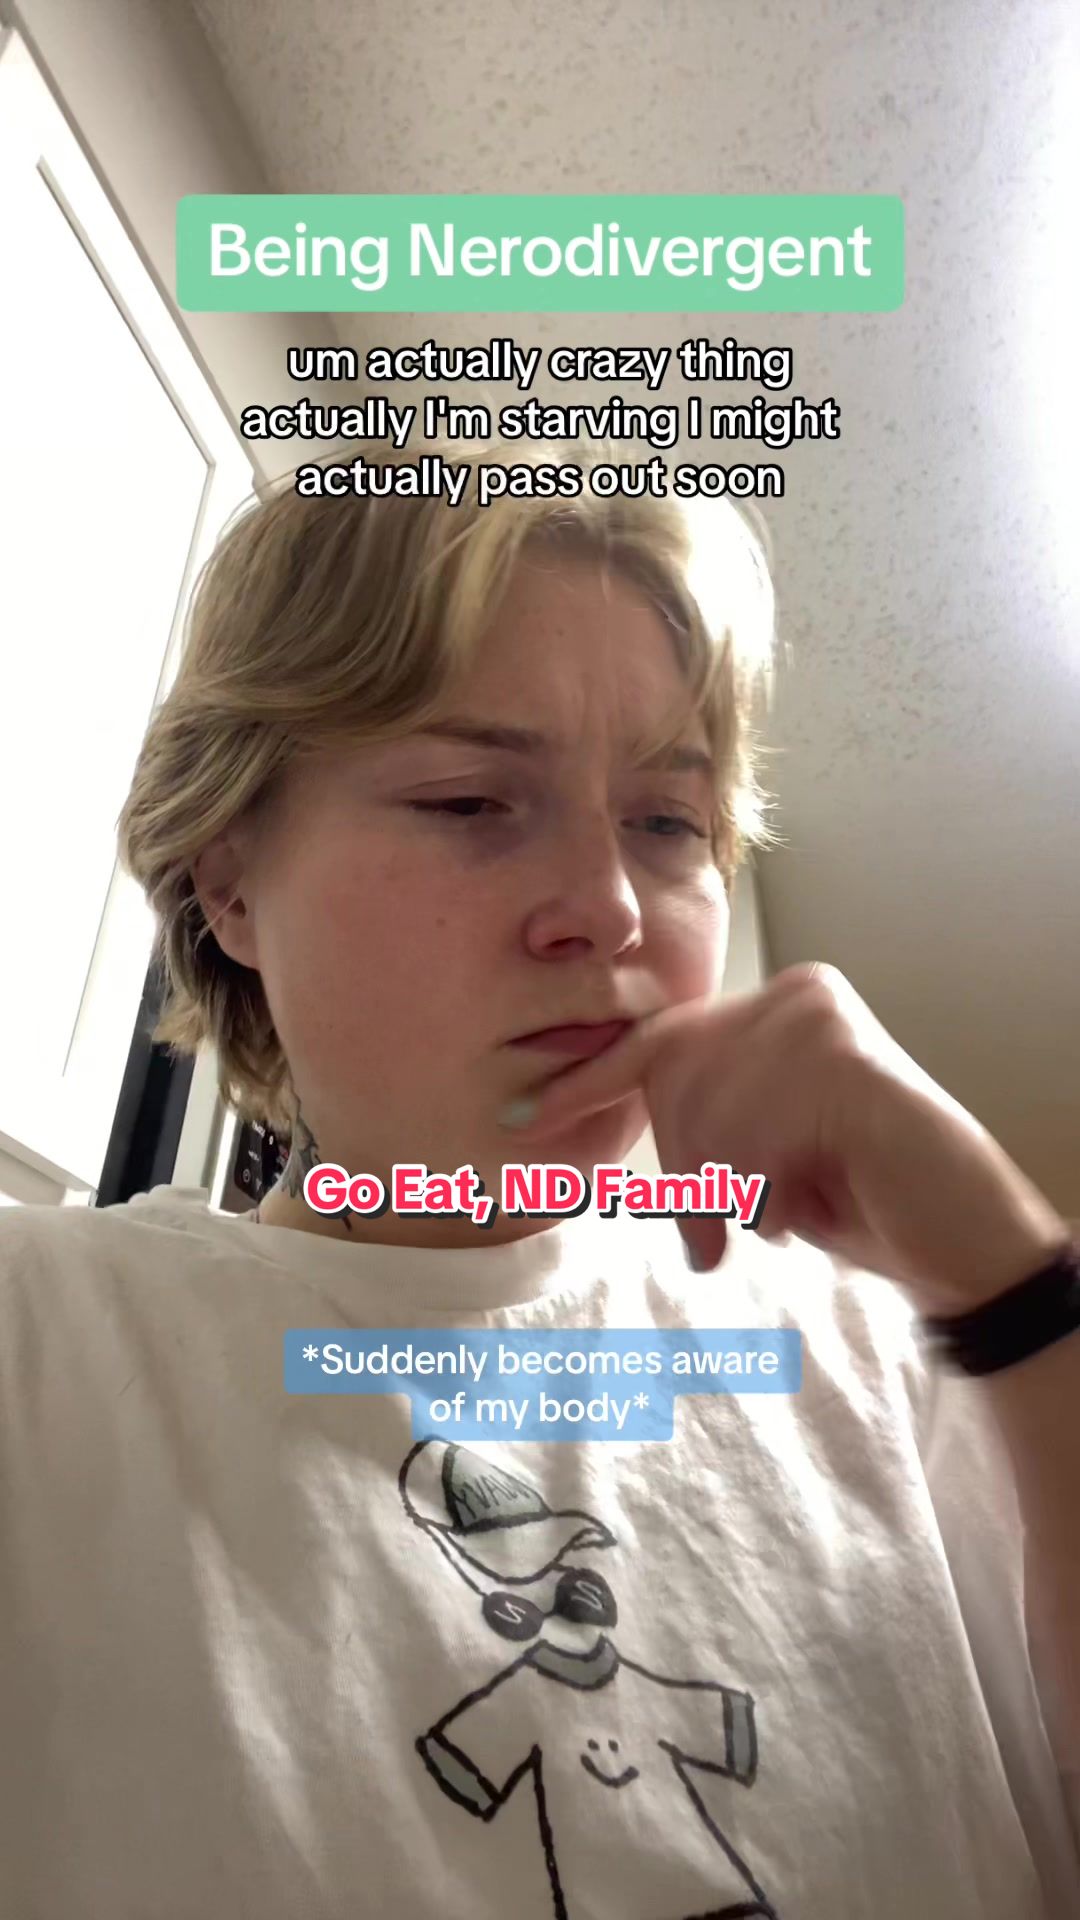 Being Nerodivergent
um actually crazy thing
actually I'm starving I might
actually pass out soon
Go Eat, ND Family
*Suddenly becomes aware
of my body*